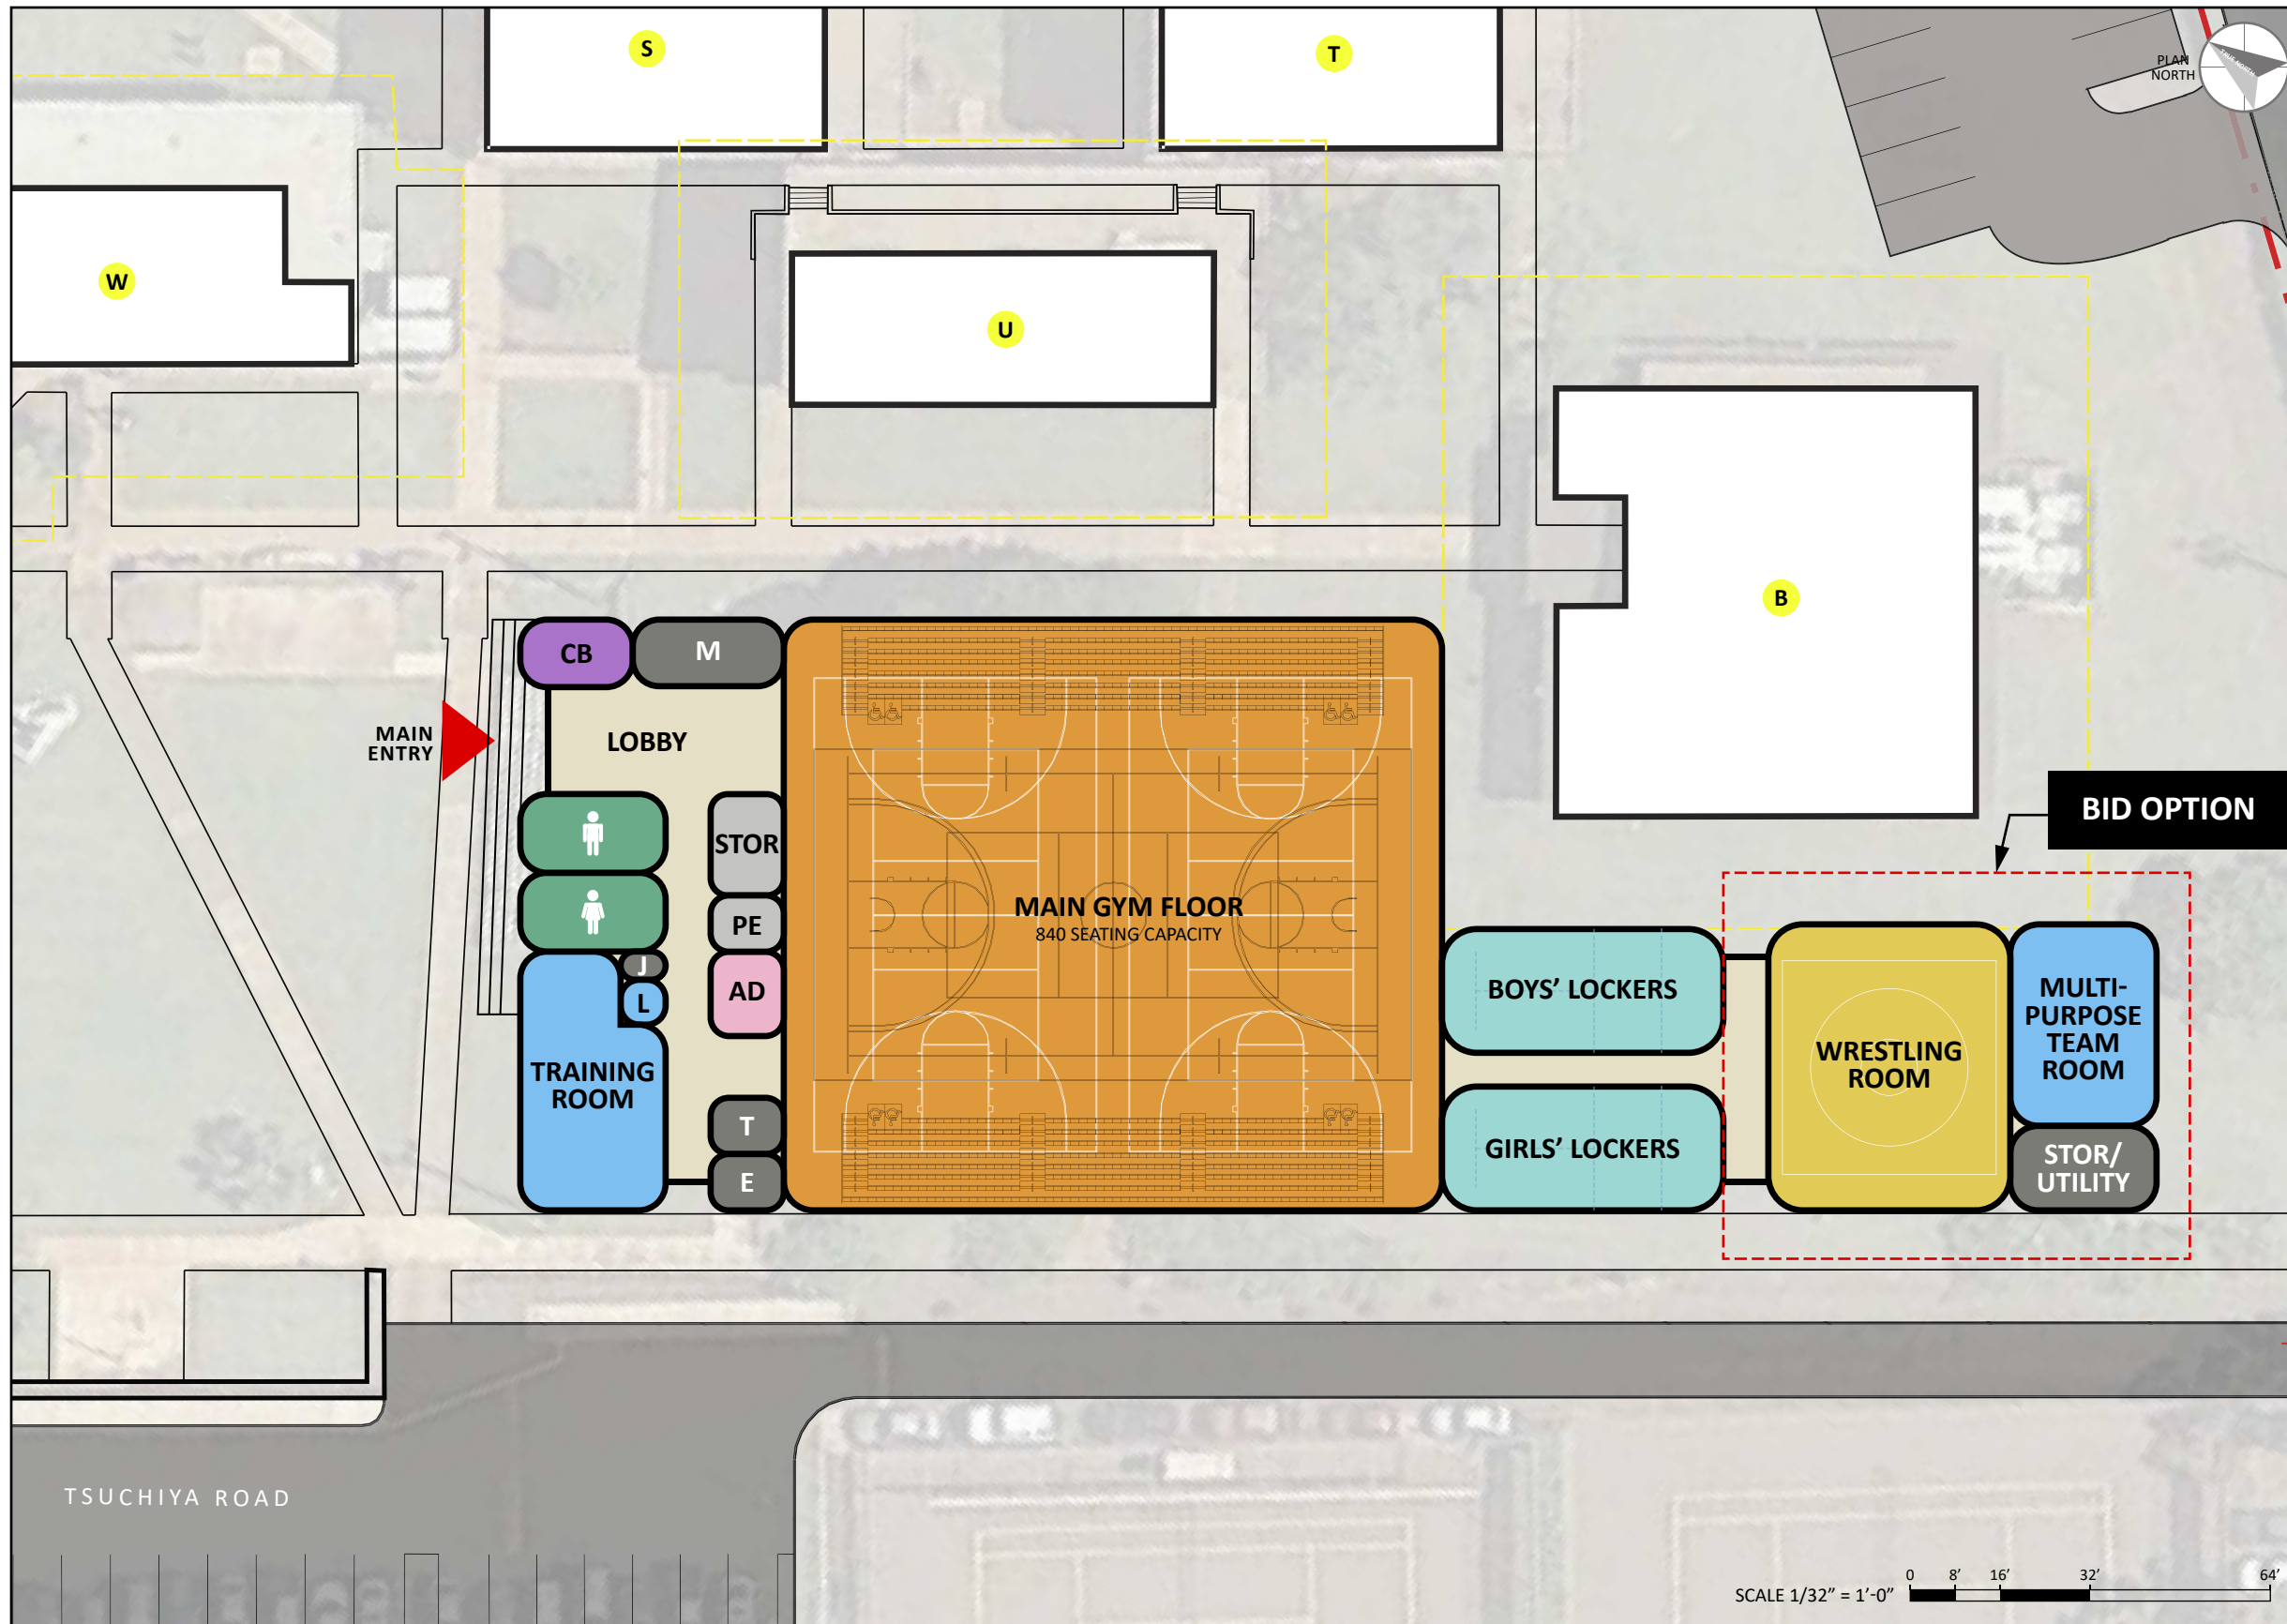 S
T
PLAN
NORTH
TRUE NORTH
W
U
B
CB
M
MAIN
ENTRY
LOBBY
BID OPTION
STOR
PE
MAIN GYM FLOOR
840 SEATING CAPACITY
J
L
AD
BOYS’ LOCKERS
MULTI-
PURPOSE
TEAM
ROOM
WRESTLING
ROOM
TRAINING
ROOM
T
E
GIRLS’ LOCKERS
STOR/
UTILITY
TSUCHIYA ROAD
SCALE 1/32” = 1’-0”
0 8’ 16’ 32’ 64’